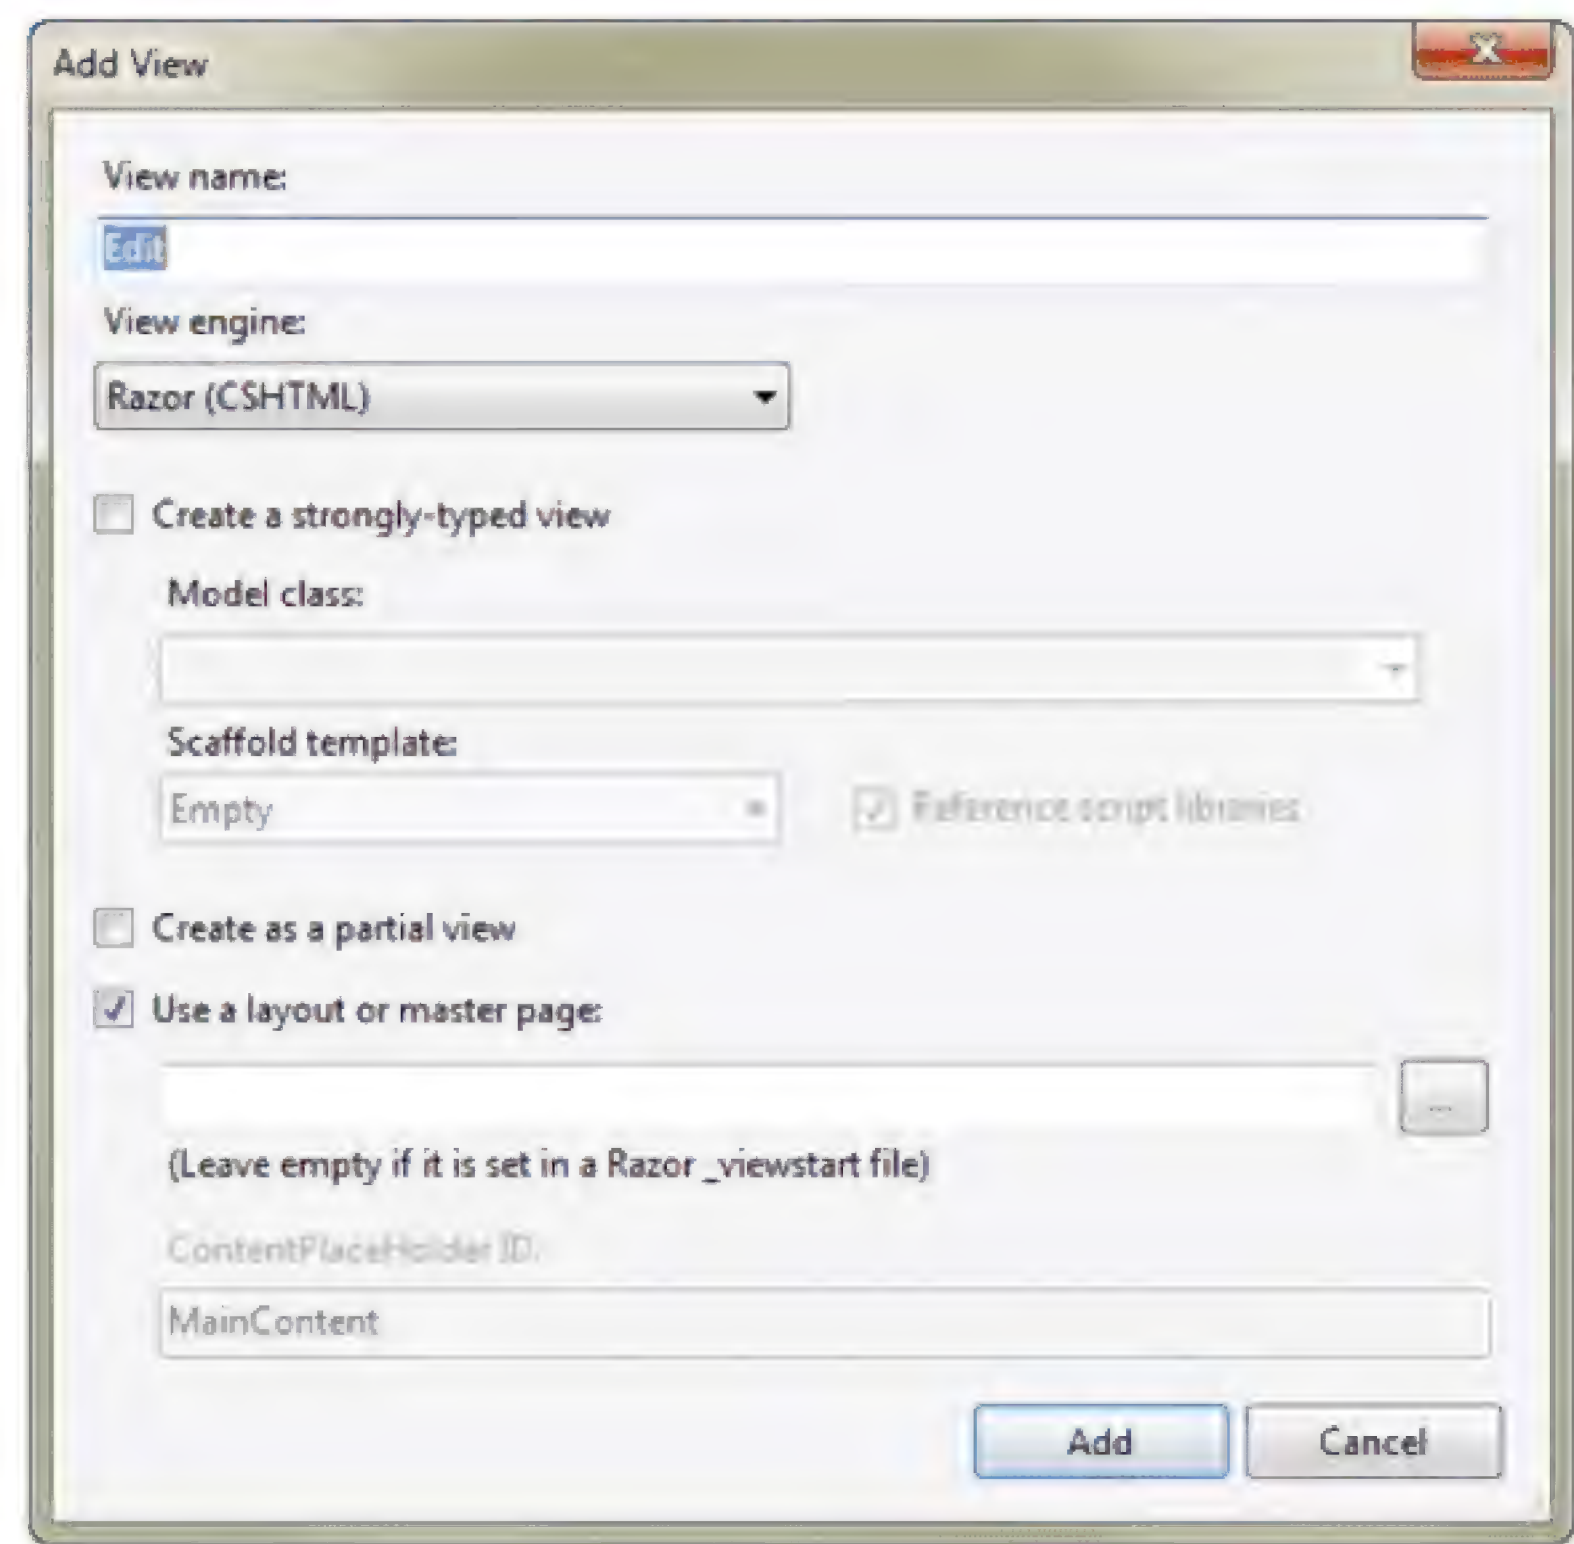 Add View
View name:
Edit
View engine:
Razor (CSHTML)
Create a strongly-typed view
Model class:
Scaffold template:
Empty
Reference script libraries
Create as a partial view
Use a layout or master page:
...
(Leave empty if it is set in a Razor _viewstart file)
ContentPlaceHolder ID:
MainContent
Add Cancel